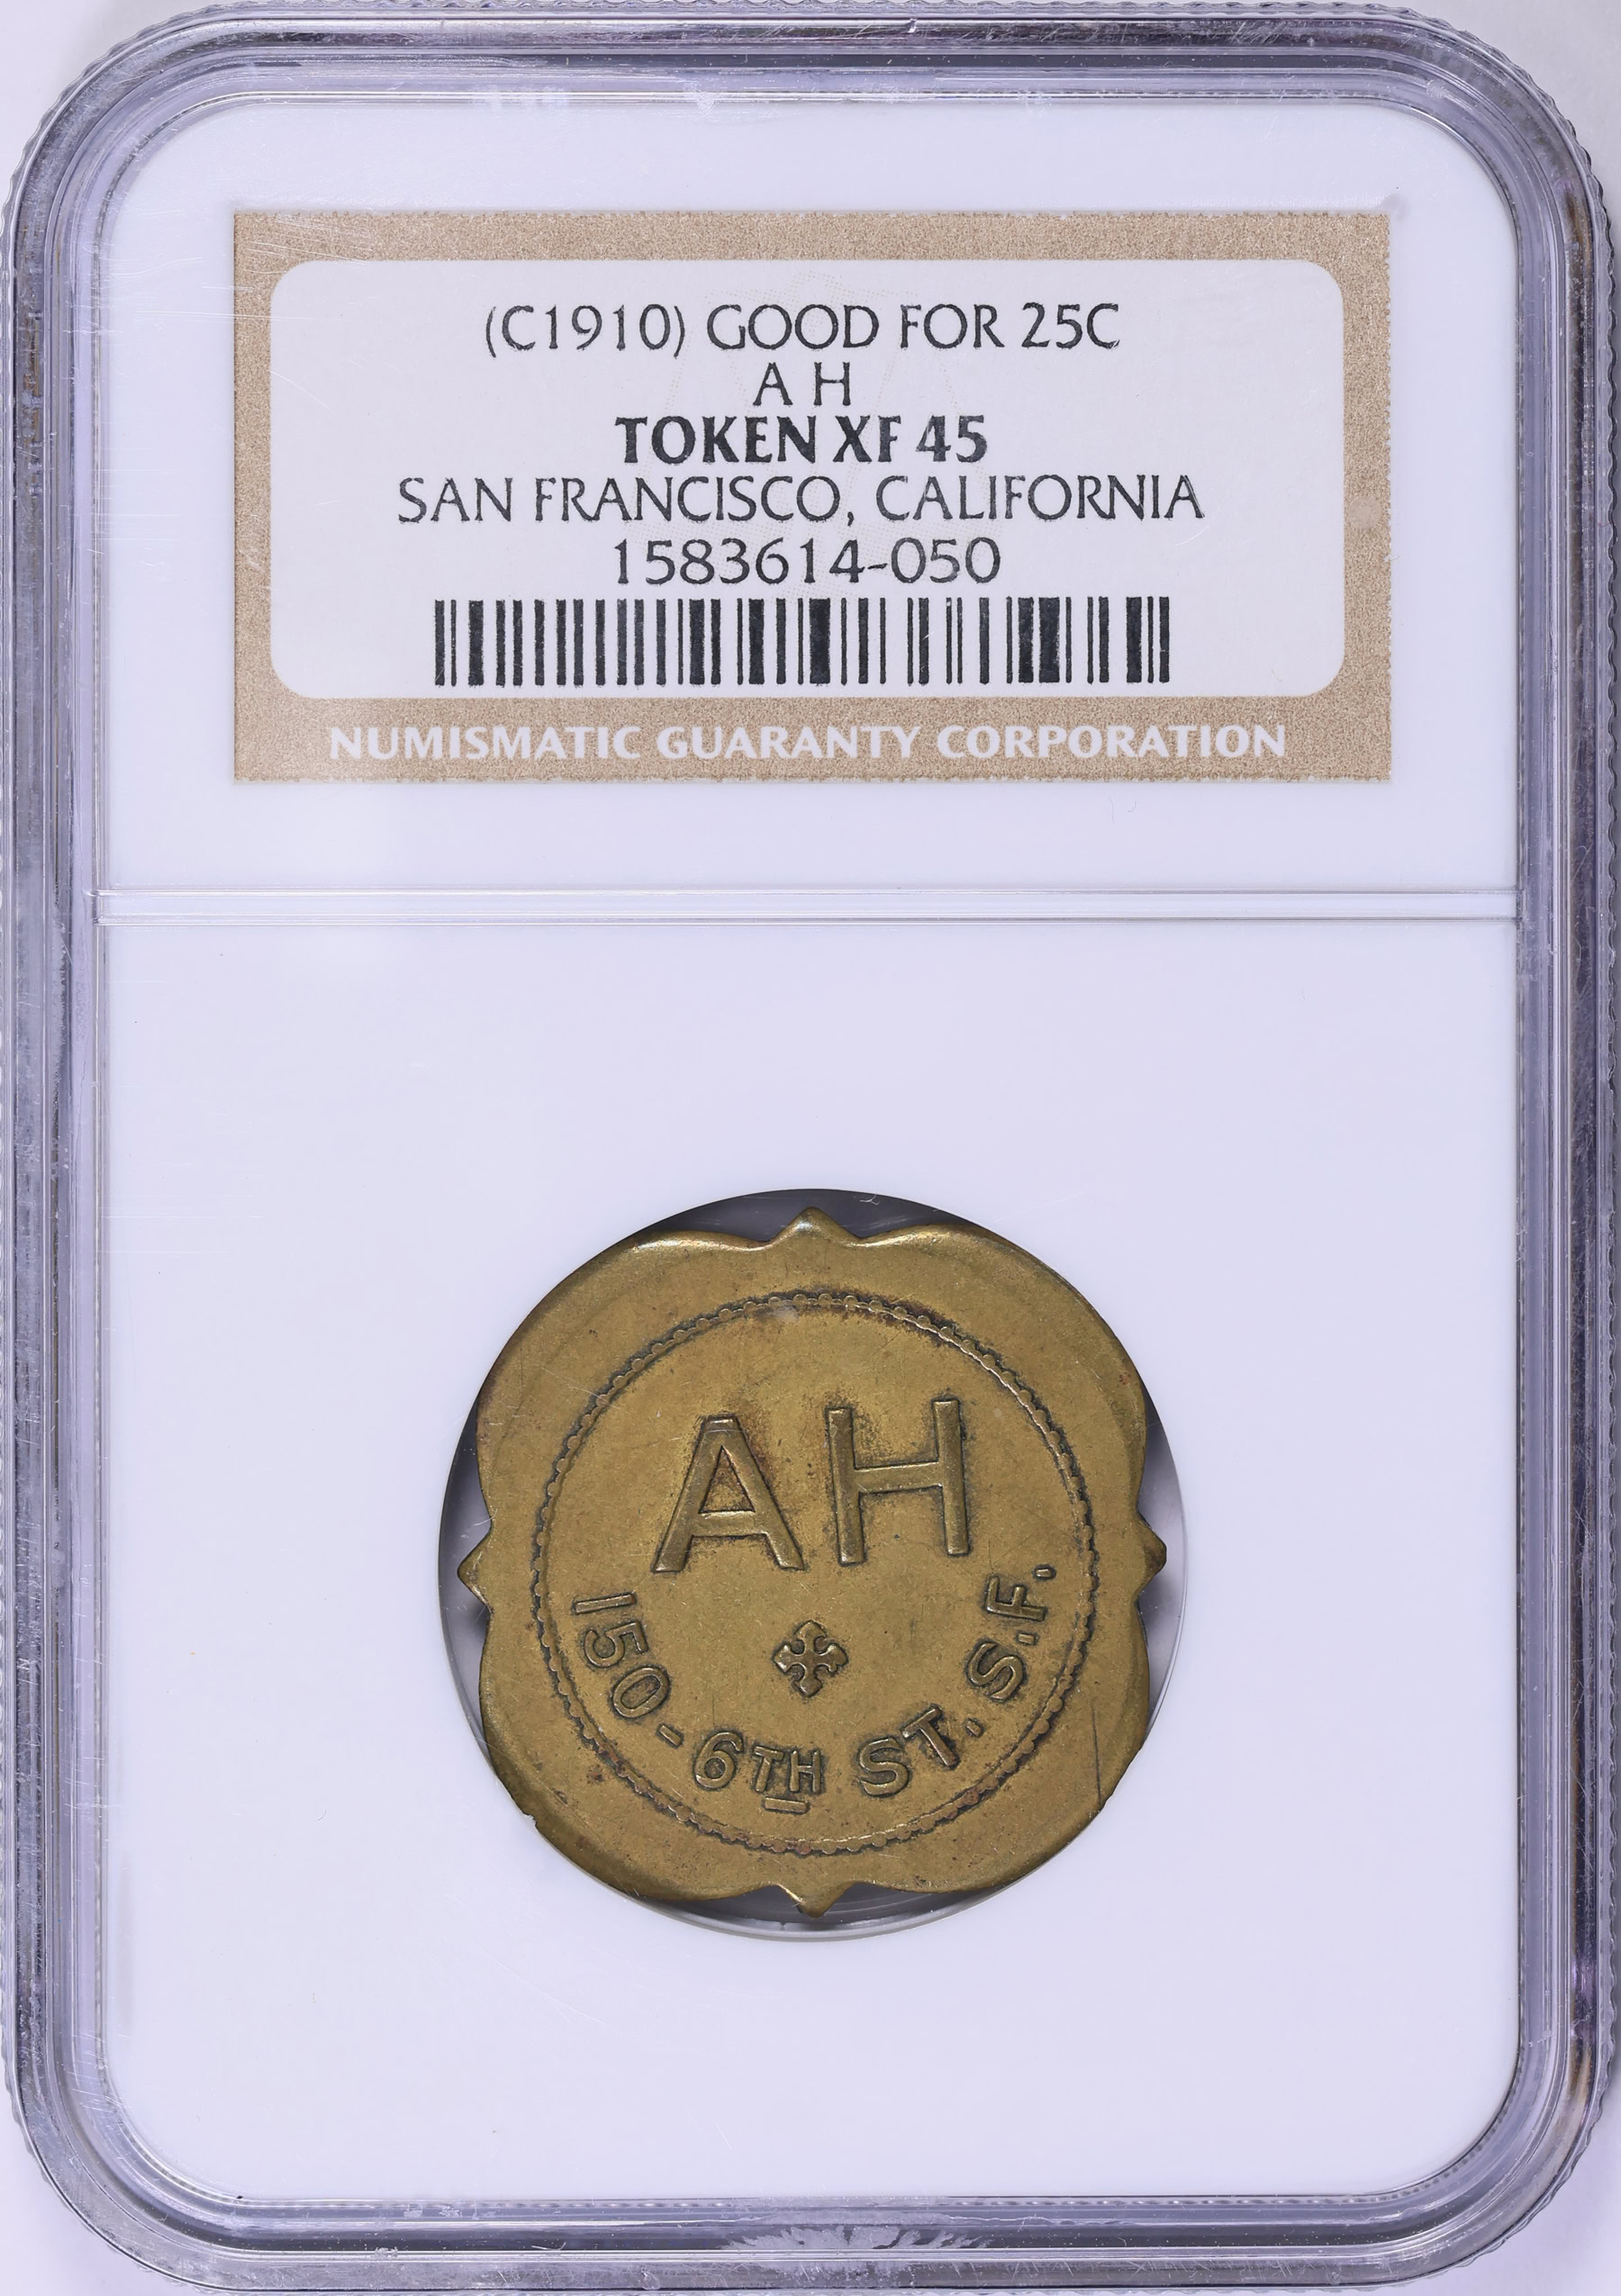 (C1910) GOOD FOR 25C
A H
TOKEN XF 45
SAN FRANCISCO, CALIFORNIA
1583614-050
NUMISMATIC GUARANTY CORPORATION
AH
150-6TH ST. S.F.